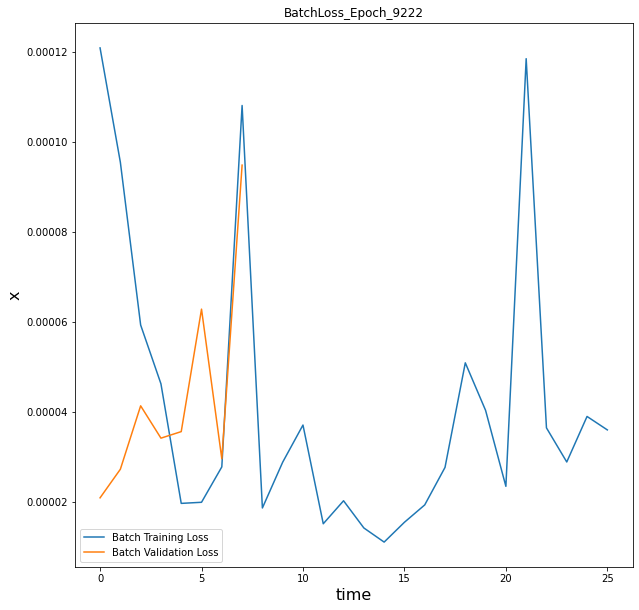 BatchLoss_Epoch_9222
0.00012
0.00010
0.00008
0.00006
0.00004
0.00002
x
Batch Training Loss
Batch Validation Loss
0 5 10 15 20 25
time